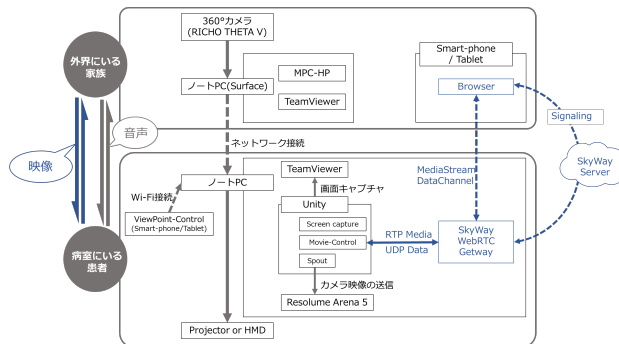 360°カメラ
(RICHO THETA V)
ノートPC(Surface)
MPC-HP
TeamViewer
Smart-phone
/ Tablet
Browser
Signaling
SkyWay
Server
外界にいる
家族
映像
音声
ネットワーク接続
MediaStream
DataChannel
Wi-Fi接続
ノートPC
TeamViewer
画面キャプチャ
Unity
Screen capture
Movie-Control
Spout
RTP Media
UDP Data
SkyWay
WebRTC
Getway
ViewPoint-Control
(Smart-phone/Tablet)
病室にいる
患者
カメラ映像の送信
Resolume Arena 5
Projector or HMD